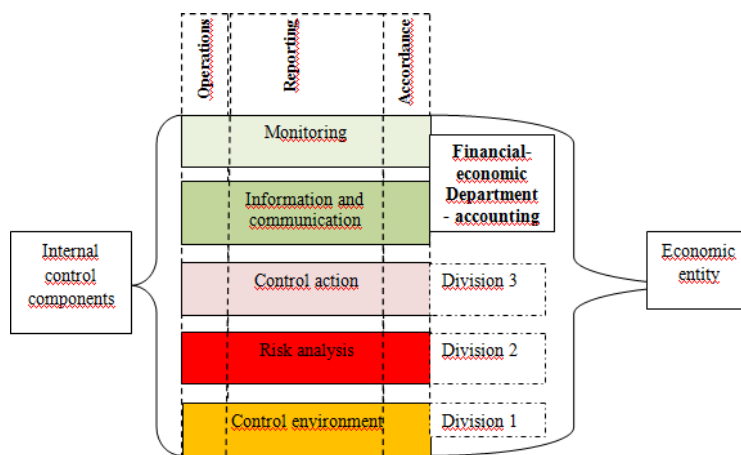 Operations
Reporting
Accordance
Monitoring
Financial-
economic
Department
- accounting
Information and
communication
Internal
control
components
Economic
entity
Control action
Division 3
Risk analysis
Division 2
Control environment
Division 1